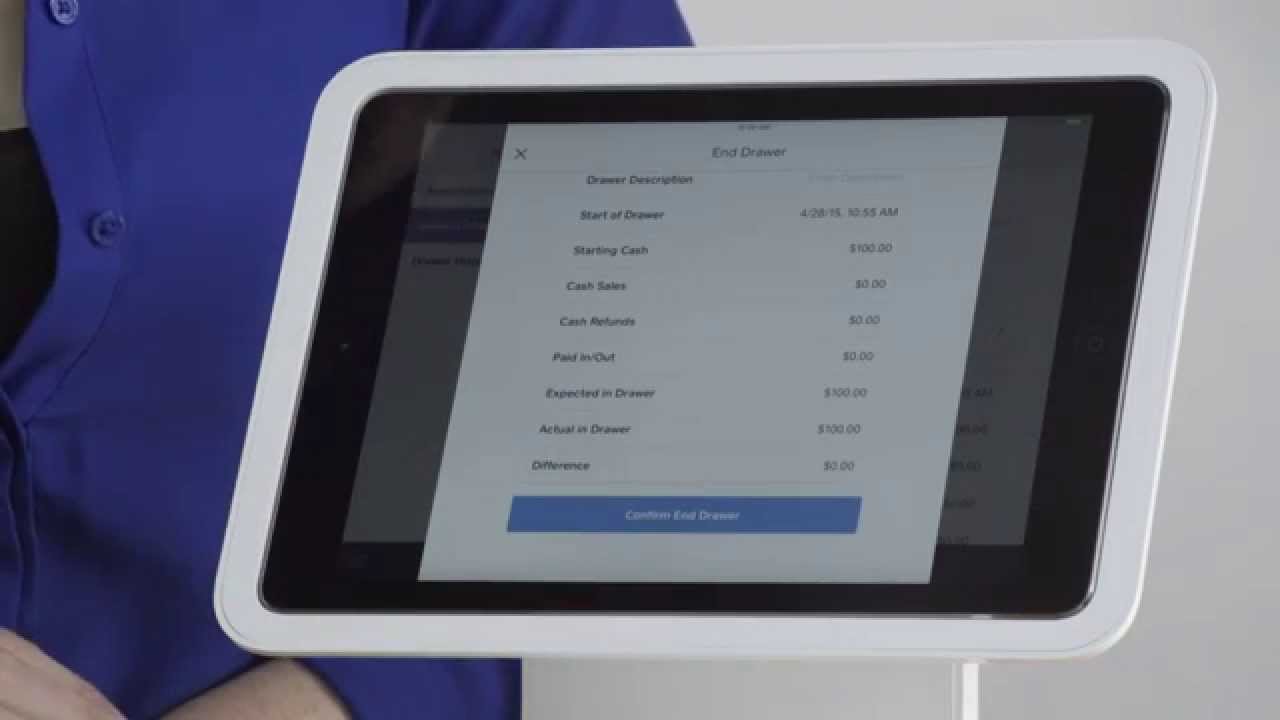 End Drawer
Drawer Description
Start of Drawer 4/28/15, 10:55 AM
Starting Cash $100.00
Cash Sales $0.00
Cash Refunds $0.00
Paid In/Out $0.00
Expected in Drawer $100.00
Actual in Drawer $100.00
Difference $0.00
Confirm End Drawer